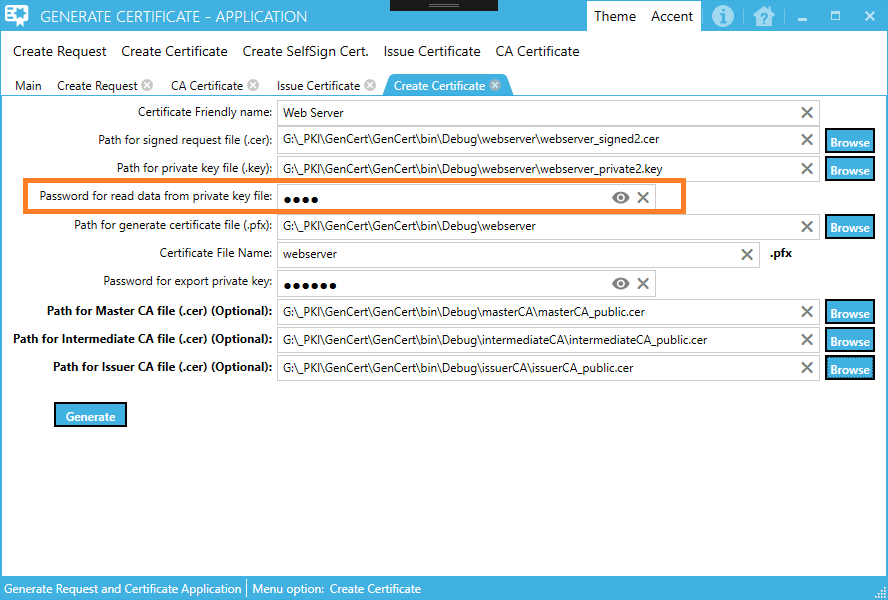 GENERATE CERTIFICATE - APPLICATION Theme Accent
Create Request Create Certificate Create SelfSign Cert. Issue Certificate CA Certificate
Main Create Request CA Certificate Issue Certificate Create Certificate
Certificate Friendly name: Web Server
Path for signed request file (.cer): G:\_PKI\GenCert\GenCert\bin\Debug\webserver\webserver_signed2.cer Browse
Path for private key file (.key): G:\_PKI\GenCert\GenCert\bin\Debug\webserver\webserver_private2.key Browse
Password for read data from private key file: ●●●●
Path for generate certificate file (.pfx): G:\_PKI\GenCert\GenCert\bin\Debug\webserver Browse
Certificate File Name: webserver .pfx
Password for export private key: ●●●●●●
Path for Master CA file (.cer) (Optional): G:\_PKI\GenCert\GenCert\bin\Debug\masterCA\masterCA_public.cer Browse
Path for Intermediate CA file (.cer) (Optional): G:\_PKI\GenCert\GenCert\bin\Debug\intermediateCA\intermediateCA_public.cer Browse
Path for Issuer CA file (.cer) (Optional): G:\_PKI\GenCert\GenCert\bin\Debug\issuerCA\issuerCA_public.cer Browse
Generate
Generate Request and Certificate Application Menu option: Create Certificate